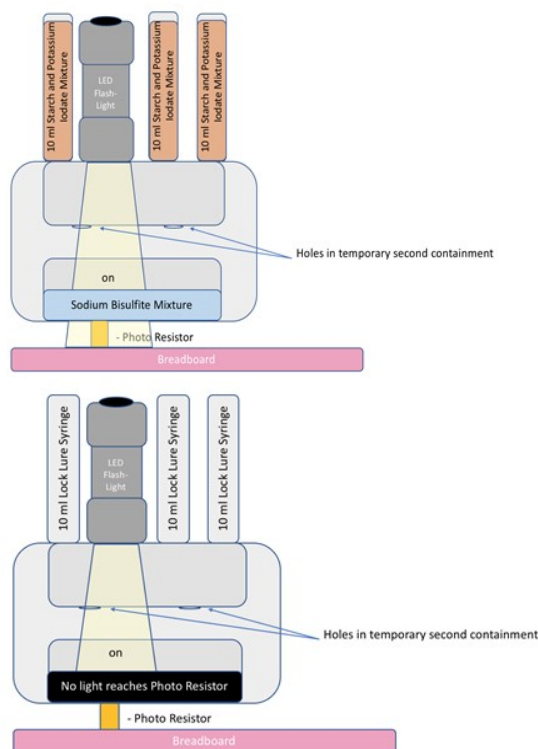 10 ml Starch and Potassium
Iodate Mixture
LED
Flash-
Light
10 ml Starch and Potassium
Iodate Mixture
10 ml Starch and Potassium
Iodate Mixture
Holes in temporary second containment
on
Sodium Bisulfite Mixture
- Photo Resistor
Breadboard
10 ml Lock Lure Syringe
LED
Flash-
Light
10 ml Lock Lure Syringe
10 ml Lock Lure Syringe
Holes in temporary second containment
on
No light reaches Photo Resistor
- Photo Resistor
Breadboard